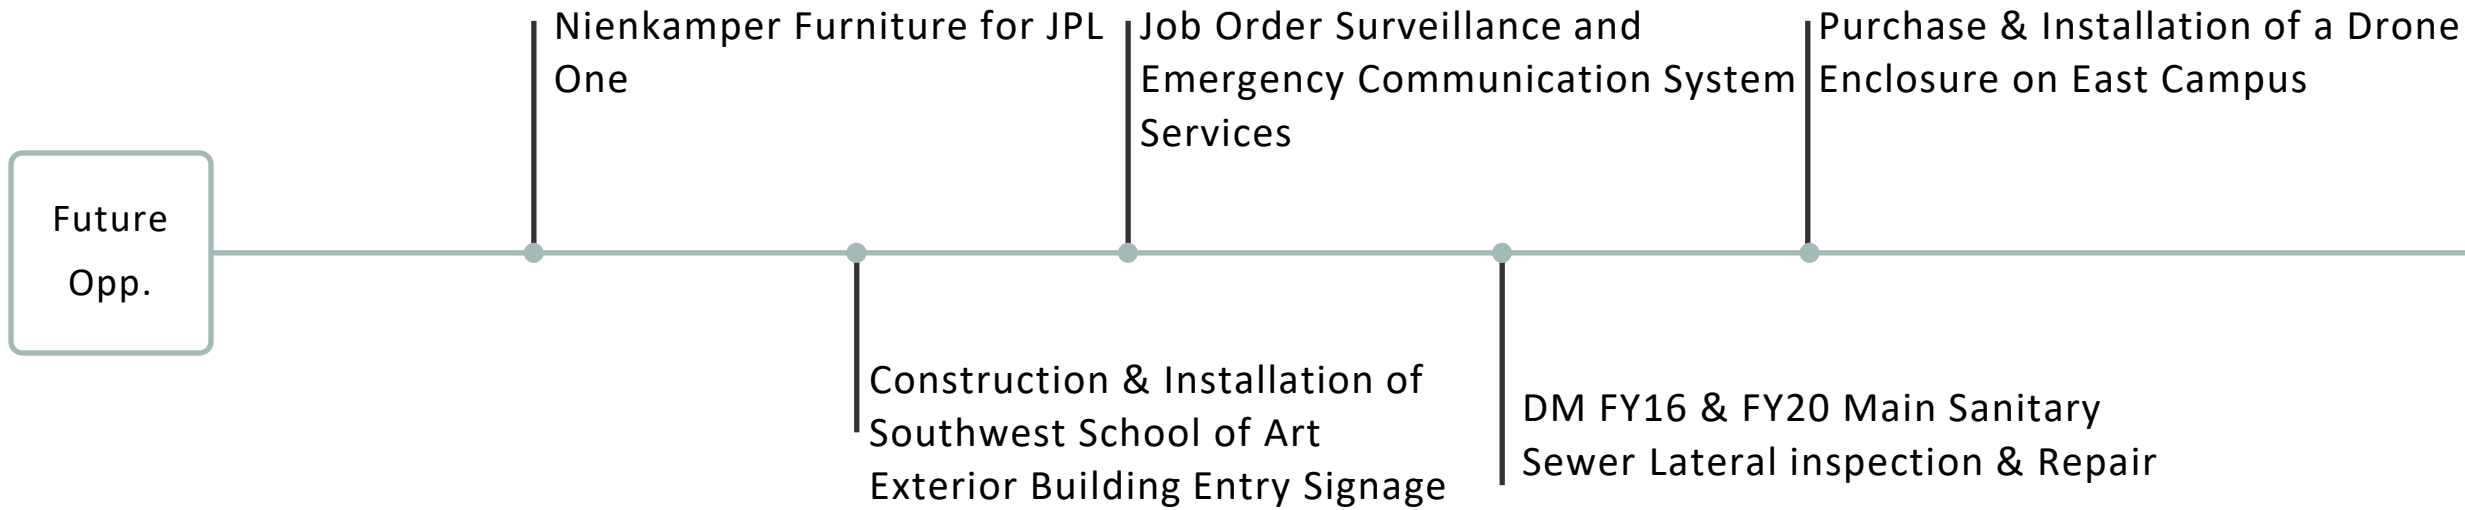 Future
Opp.
Nienkamper Furniture for JPL
One
Construction & Installation of
Southwest School of Art
Exterior Building Entry Signage
Job Order Surveillance and
Emergency Communication System
Services
DM FY16 & FY20 Main Sanitary
Sewer Lateral inspection & Repair
Purchase & Installation of a Drone
Enclosure on East Campus